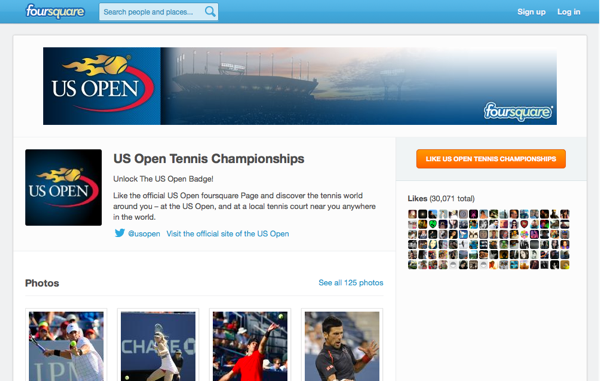 foursquare
Search people and places...
Sign up
Log in
US OPEN
foursquare
US OPEN
US Open Tennis Championships
Unlock The US Open Badge!
Like the official US Open foursquare Page and discover the tennis world
around you – at the US Open, and at a local tennis court near you anywhere
in the world.
@usopen Visit the official site of the US Open
LIKE US OPEN TENNIS CHAMPIONSHIPS
Likes (30,071 total)
Photos
See all 125 photos
CHASE